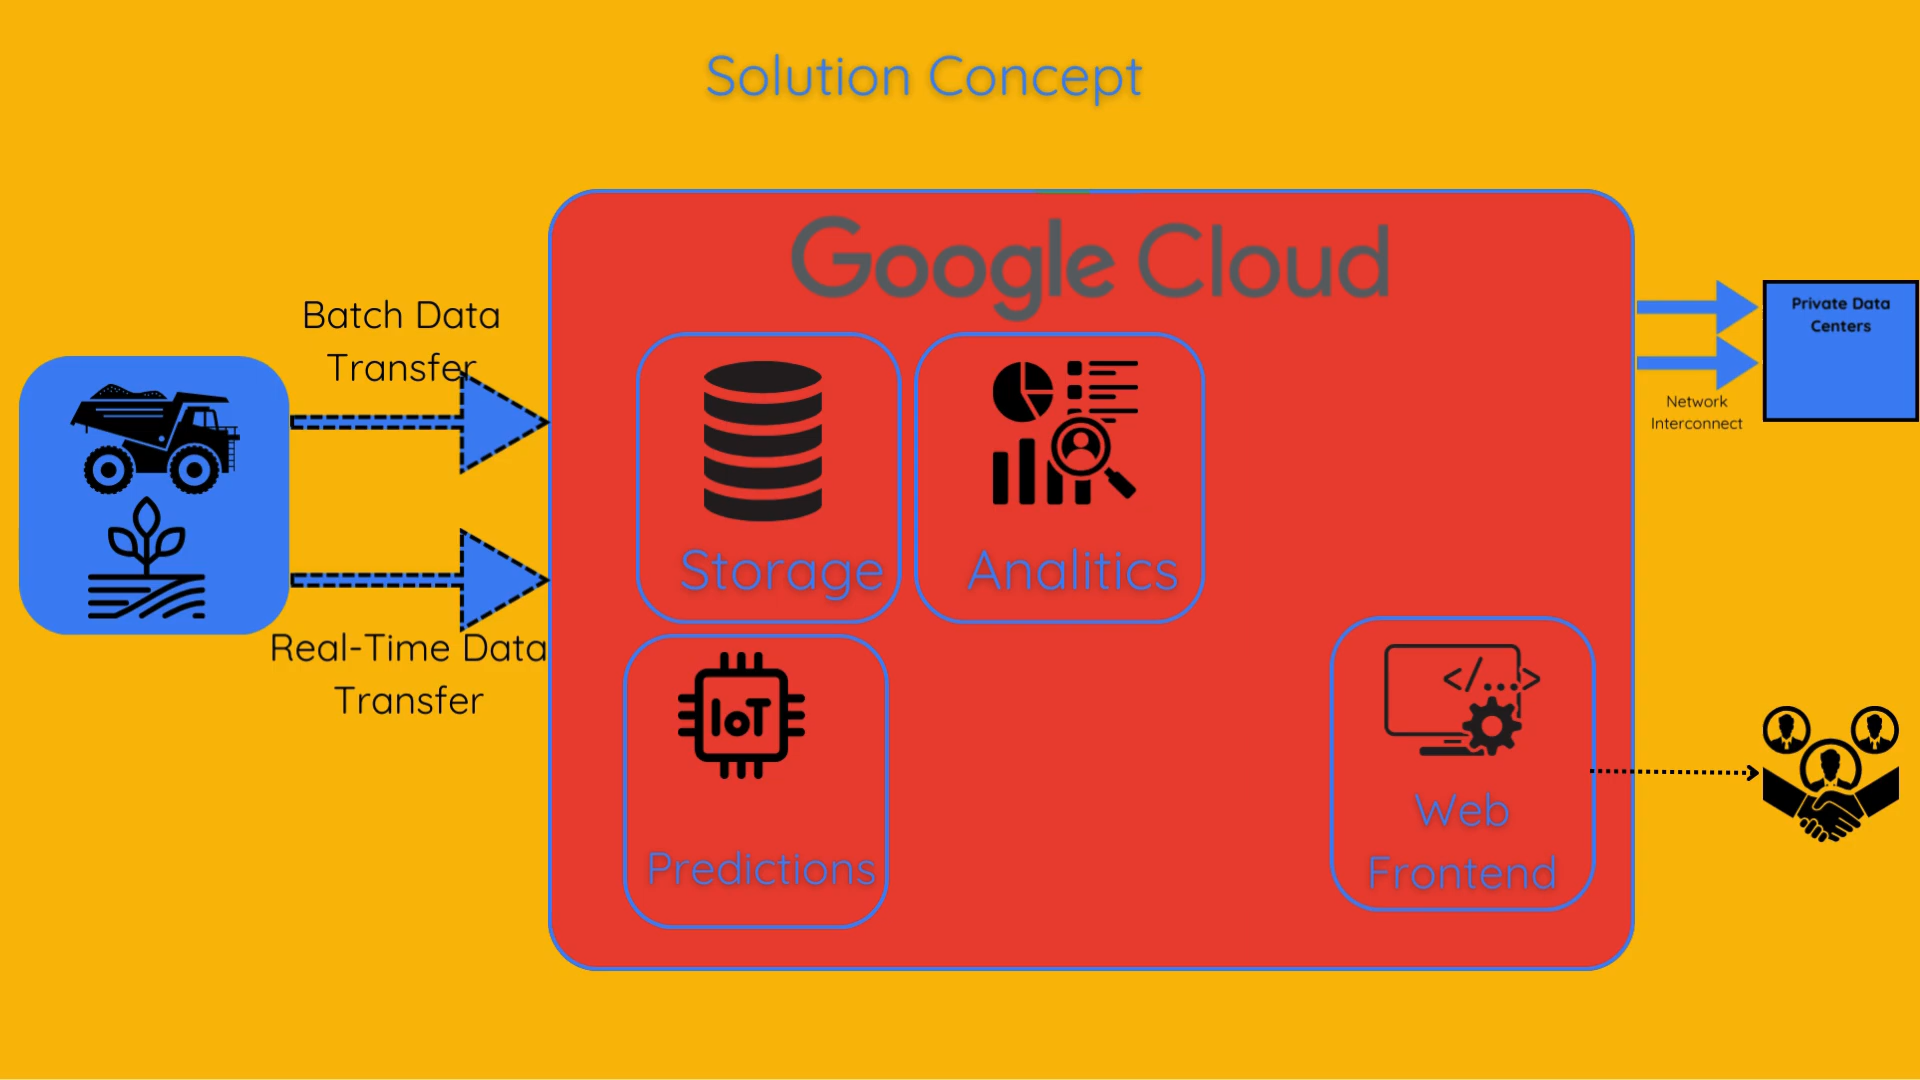 Solution Concept
Google Cloud
Batch Data
Transfer
Real-Time Data
Transfer
Storage
Analitics
IoT
Predictions
</...>
Web
Frontend
Private Data
Centers
Network
Interconnect